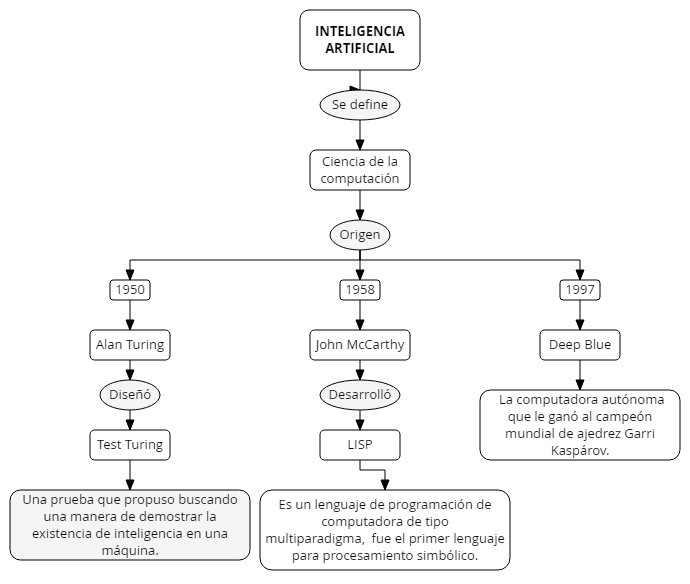 INTELIGENCIA
ARTIFICIAL
Se define
Ciencia de la
computación
Origen
1950
1958
1997
Alan Turing
John McCarthy
Deep Blue
Diseñó
Desarrolló
La computadora autónoma
que le ganó al campeón
mundial de ajedrez Garri
Kaspárov.
Test Turing
LISP
Una prueba que propuso buscando
una manera de demostrar la
existencia de inteligencia en una
máquina.
Es un lenguaje de programación de
computadora de tipo
multiparadigma, fue el primer lenguaje
para procesamiento simbólico.